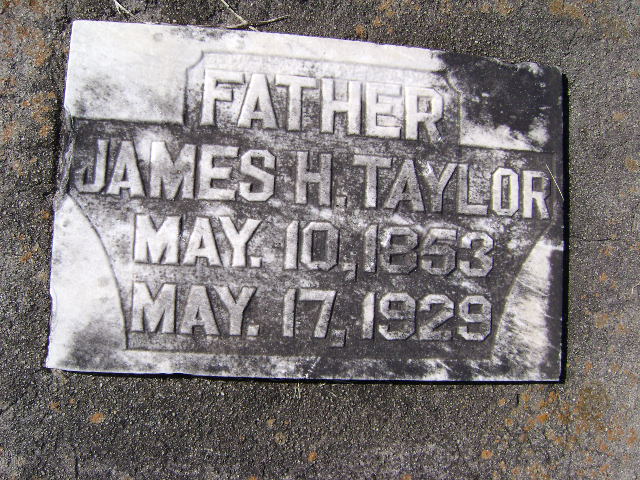 FATHER
JAMES H. TAYLOR
MAY. 10, 1853
MAY. 17, 1929